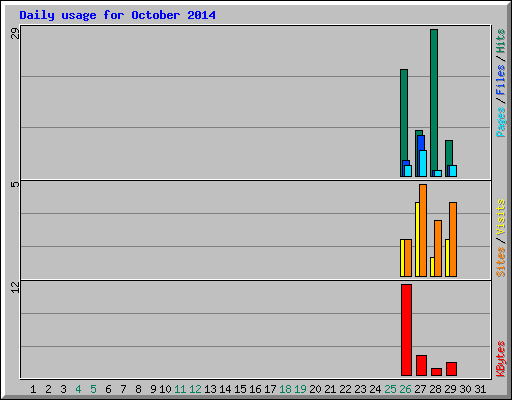 Daily usage for October 2014
29
Pages / Files / Hits
5
Sites / Visits
12
KBytes
1 2 3 4 5 6 7 8 9 10 11 12 13 14 15 16 17 18 19 20 21 22 23 24 25 26 27 28 29 30 31